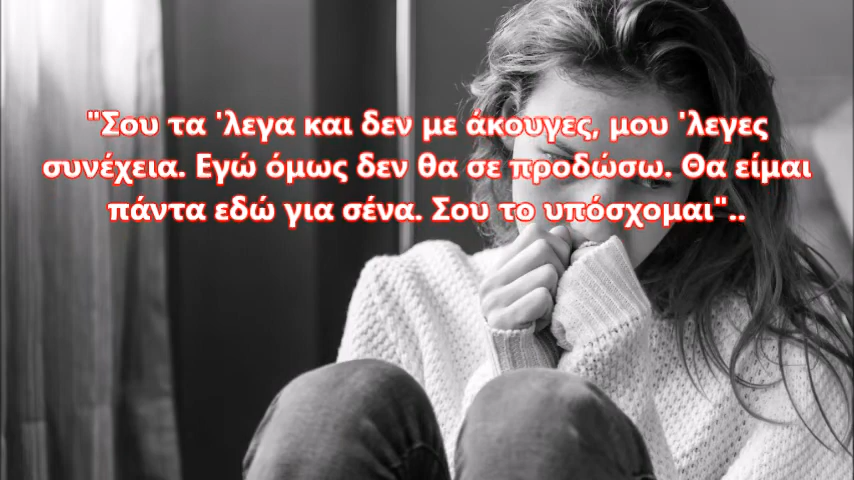 "Σου τα 'λεγα και δεν με άκουγες, μου 'λεγες
συνέχεια. Εγώ όμως δεν θα σε προδώσω. Θα είμαι
πάντα εδώ για σένα. Σου το υπόσχομαι"..